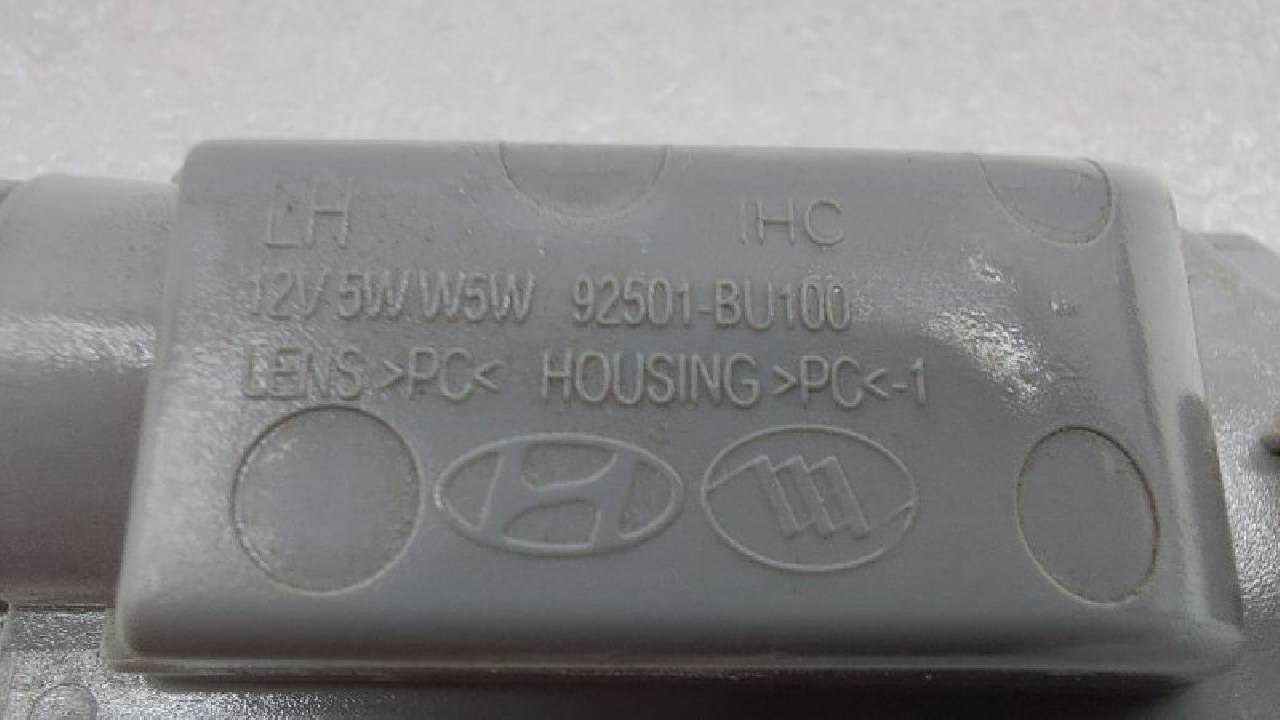 LH IHC
12V 5W W5W 92501-BU100
LENS >PC< HOUSING >PC<-1